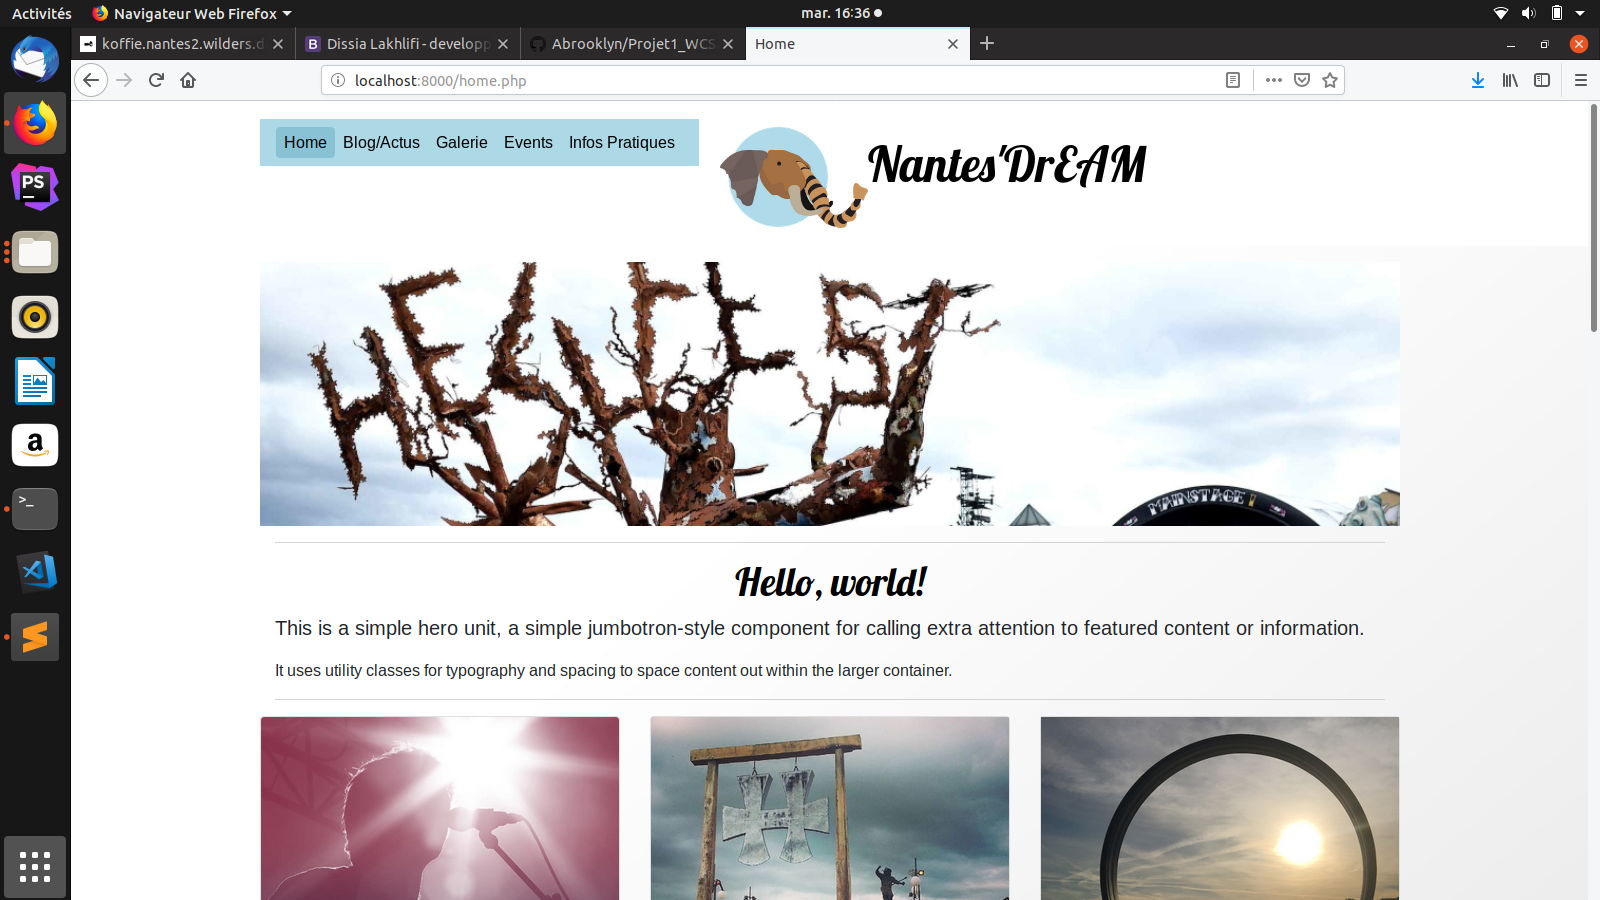 Activités
Navigateur Web Firefox
mar. 16:36
koffie.nantes2.wilders.d
Dissia Lakhlifi - developp
Abrooklyn/Projet1_WCS
Home
localhost:8000/home.php
Home Blog/Actus Galerie Events Infos Pratiques
Nantes'DrEAM
HELLFEST
MAINSTAGE
Hello, world!
This is a simple hero unit, a simple jumbotron-style component for calling extra attention to featured content or information.
It uses utility classes for typography and spacing to space content out within the larger container.
PS
a
>_